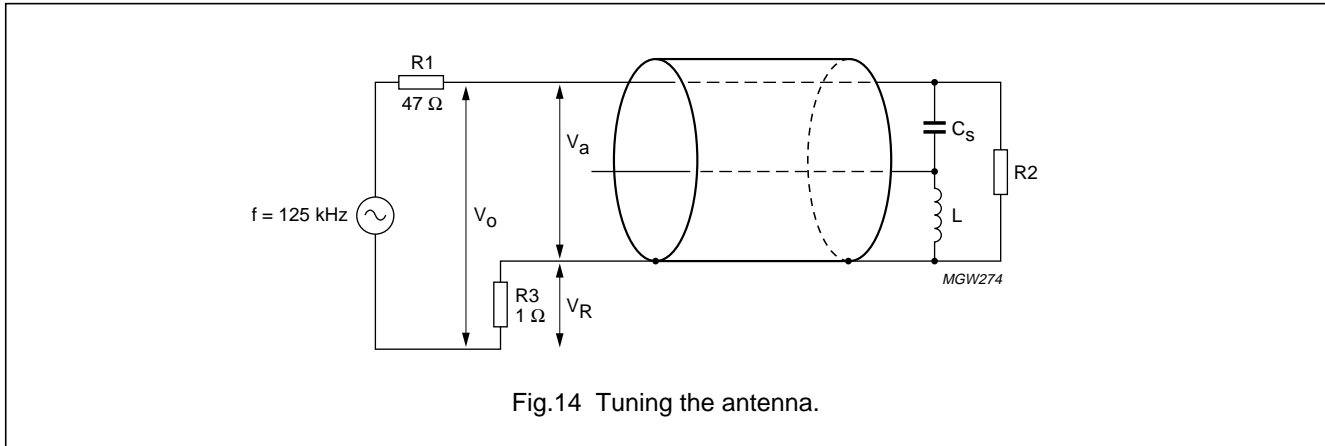 R1
47 Ω
f = 125 kHz
V_o
V_a
R3
1 Ω
V_R
C_s
L
R2
MGW274
Fig.14 Tuning the antenna.